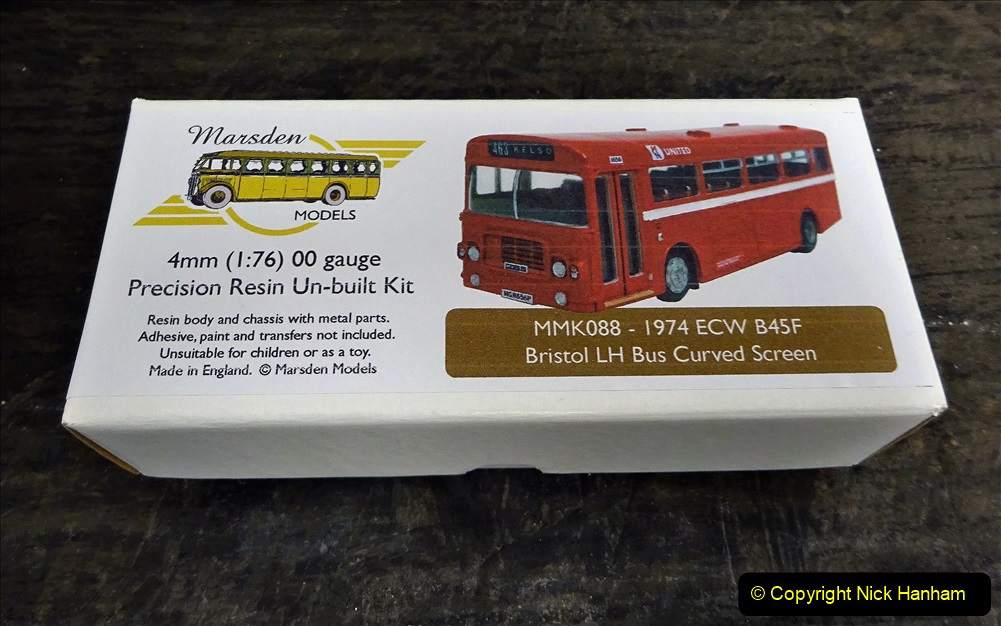 Marsden
MODELS
4mm (1:76) 00 gauge
Precision Resin Un-built Kit
Resin body and chassis with metal parts.
Adhesive, paint and transfers not included.
Unsuitable for children or as a toy.
Made in England. © Marsden Models
463 KELSO
UNITED
MMK088 - 1974 ECW B45F
Bristol LH Bus Curved Screen
© Copyright Nick Hanham